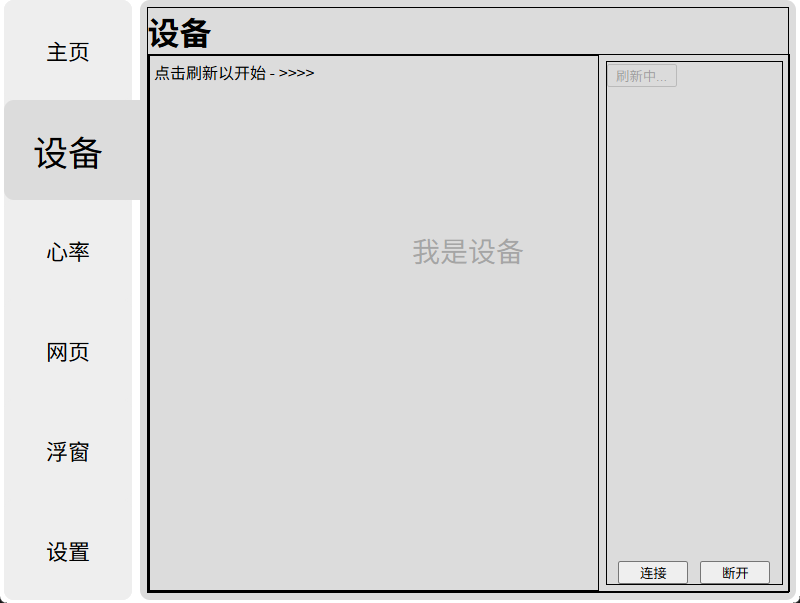 主页
设备
心率
网页
浮窗
设置
设备
点击刷新以开始 - >>>>
刷新中...
我是设备
连接
断开